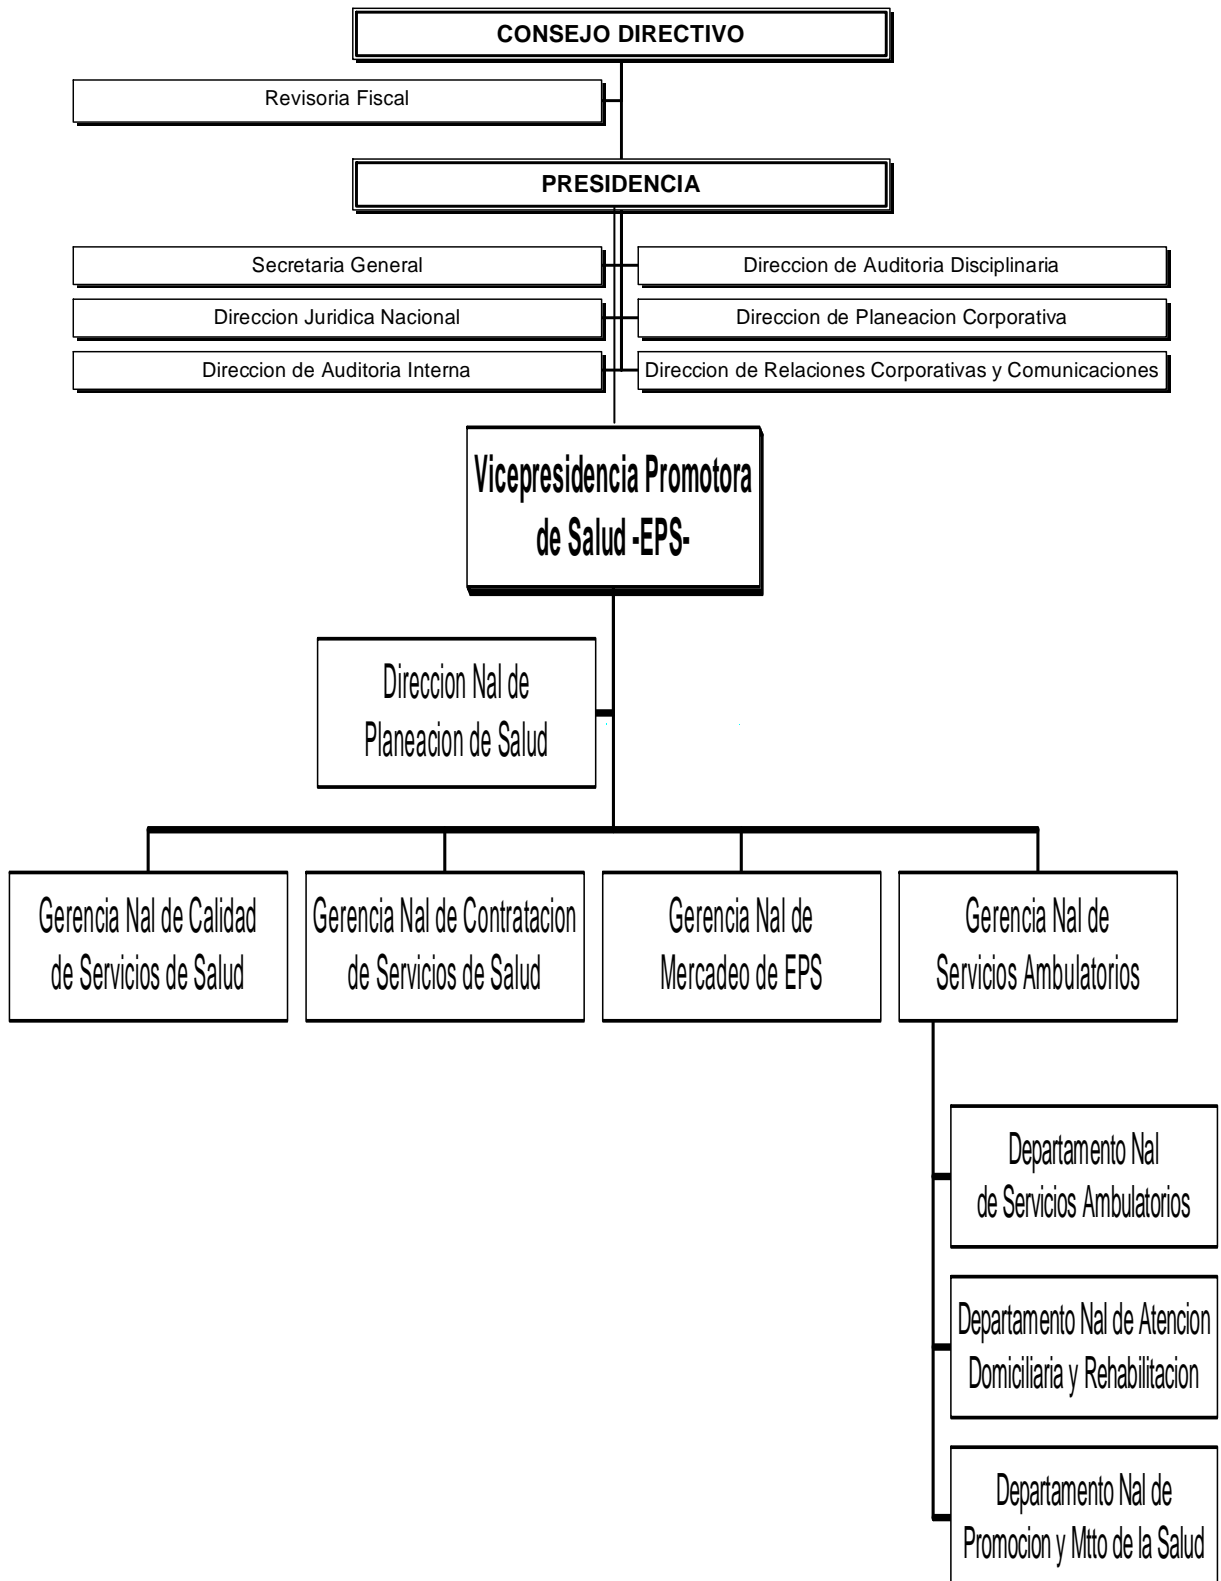 CONSEJO DIRECTIVO
Revisoria Fiscal
PRESIDENCIA
Secretaria General
Direccion de Auditoria Disciplinaria
Direccion Juridica Nacional
Direccion de Planeacion Corporativa
Direccion de Auditoria Interna
Direccion de Relaciones Corporativas y Comunicaciones
Vicepresidencia Promotora
de Salud -EPS-
Direccion Nal de
Planeacion de Salud
Gerencia Nal de Calidad
de Servicios de Salud
Gerencia Nal de Contratacion
de Servicios de Salud
Gerencia Nal de
Mercadeo de EPS
Gerencia Nal de
Servicios Ambulatorios
Departamento Nal
de Servicios Ambulatorios
Departamento Nal de Atencion
Domiciliaria y Rehabilitacion
Departamento Nal de
Promocion y Mtto de la Salud